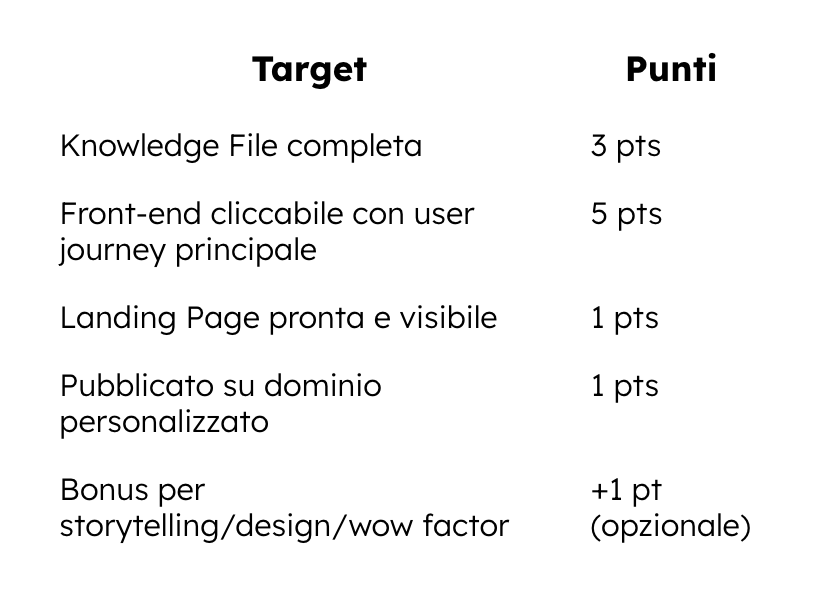 Target Punti
Knowledge File completa 3 pts
Front-end cliccabile con user 5 pts
journey principale
Landing Page pronta e visibile 1 pts
Pubblicato su dominio 1 pts
personalizzato
Bonus per +1 pt
storytelling/design/wow factor (opzionale)